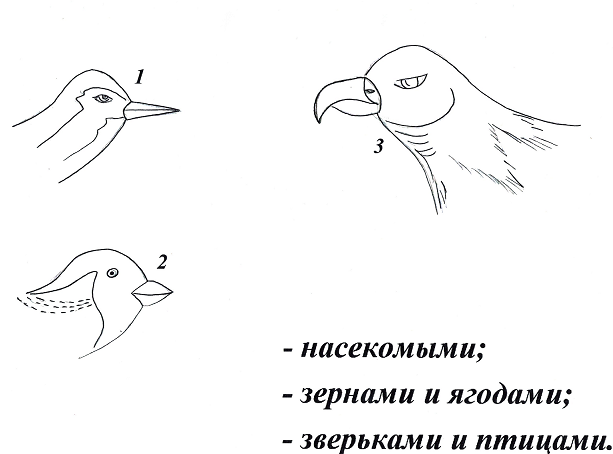 1
3
2
- насекомыми;
- зернами и ягодами;
- зверьками и птицами.